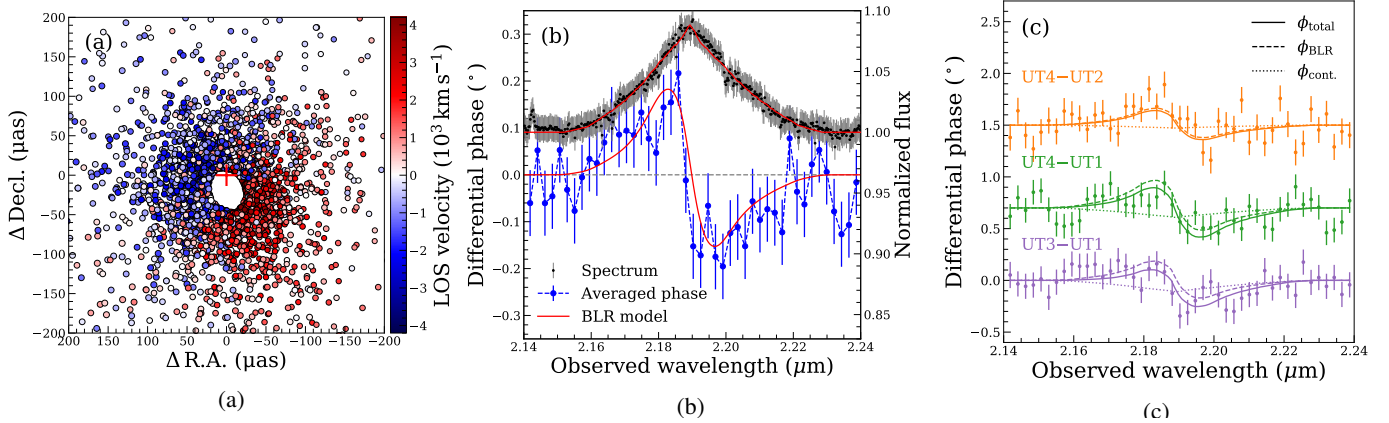 (a)
200
150
100
50
0
−50
−100
−150
−200
Δ Decl. (μas)
200 150 100 50 0 −50 −100 −150 −200
Δ R.A. (μas)
4
3
2
1
0
−1
−2
−3
−4
LOS velocity (10³ km s⁻¹)
(a)
(b)
0.3
0.2
0.1
0.0
−0.1
−0.2
−0.3
Differential phase (°)
1.10
1.05
1.00
0.95
0.90
0.85
Normalized flux
Spectrum
Averaged phase
BLR model
2.14 2.16 2.18 2.20 2.22 2.24
Observed wavelength (μm)
(b)
(c)
2.5
2.0
1.5
1.0
0.5
0.0
−0.5
Differential phase (°)
ϕtotal
ϕBLR
ϕcont.
UT4−UT2
UT4−UT1
UT3−UT1
2.14 2.16 2.18 2.20 2.22 2.24
Observed wavelength (μm)
(c)